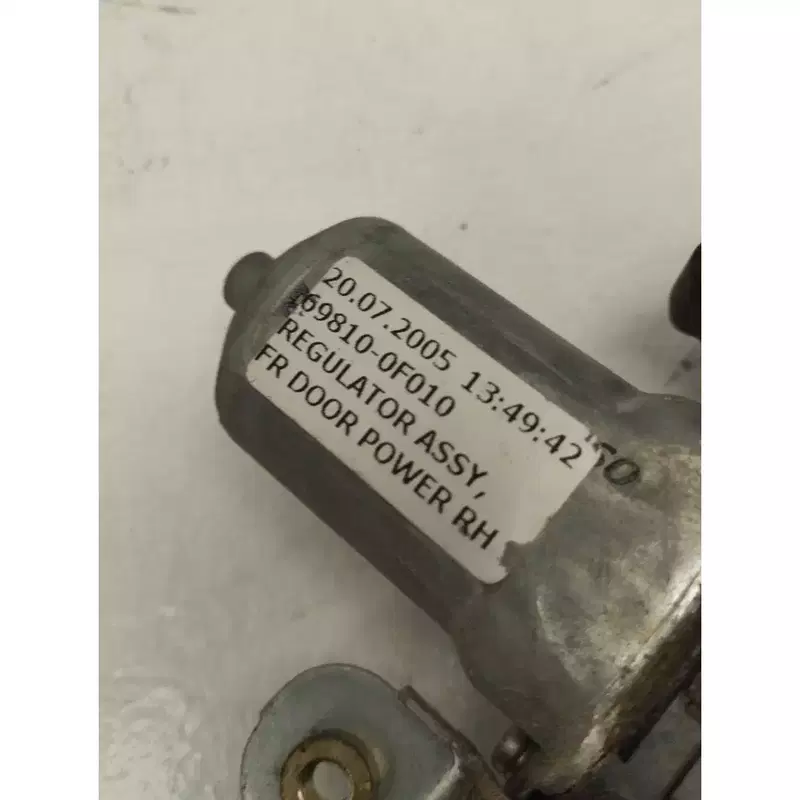 20.07.2005 13:49:42
69810-0F010
REGULATOR ASSY,
FR DOOR POWER RH